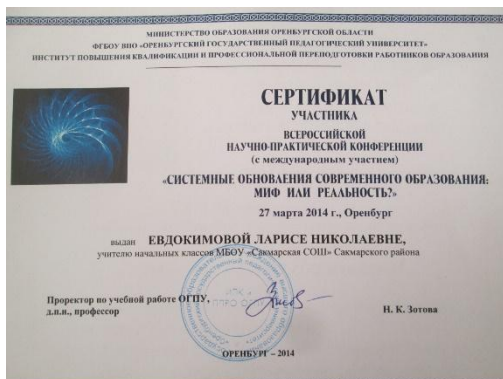 МИНИСТЕРСТВО ОБРАЗОВАНИЯ ОРЕНБУРГСКОЙ ОБЛАСТИ
ФГБОУ ВПО «ОРЕНБУРГСКИЙ ГОСУДАРСТВЕННЫЙ ПЕДАГОГИЧЕСКИЙ УНИВЕРСИТЕТ»
ИНСТИТУТ ПОВЫШЕНИЯ КВАЛИФИКАЦИИ И ПРОФЕССИОНАЛЬНОЙ ПЕРЕПОДГОТОВКИ РАБОТНИКОВ ОБРАЗОВАНИЯ
СЕРТИФИКАТ
УЧАСТНИКА
ВСЕРОССИЙСКОЙ
НАУЧНО-ПРАКТИЧЕСКОЙ КОНФЕРЕНЦИИ
(с международным участием)
«СИСТЕМНЫЕ ОБНОВЛЕНИЯ СОВРЕМЕННОГО ОБРАЗОВАНИЯ:
МИФ ИЛИ РЕАЛЬНОСТЬ?»
27 марта 2014 г., Оренбург
выдан ЕВДОКИМОВОЙ ЛАРИСЕ НИКОЛАЕВНЕ,
учителю начальных классов МБОУ «Сакмарская СОШ» Сакмарского района
Проректор по учебной работе ОГПУ,
д.п.н., профессор
Н. К. Зотова
ОРЕНБУРГ – 2014